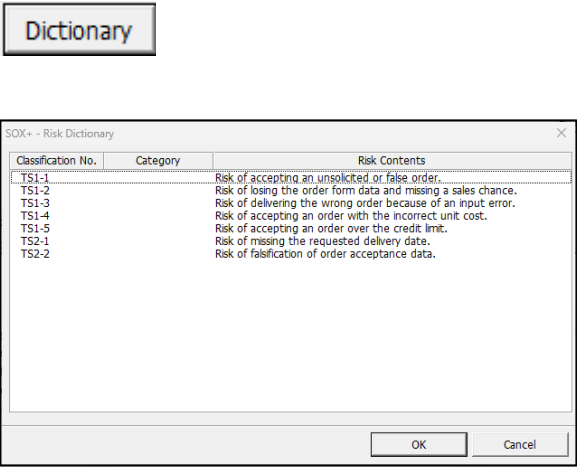 Dictionary
SOX+ - Risk Dictionary
Classification No. Category Risk Contents
TS1-1 Risk of accepting an unsolicited or false order.
TS1-2 Risk of losing the order form data and missing a sales chance.
TS1-3 Risk of delivering the wrong order because of an input error.
TS1-4 Risk of accepting an order with the incorrect unit cost.
TS1-5 Risk of accepting an order over the credit limit.
TS2-1 Risk of missing the requested delivery date.
TS2-2 Risk of falsification of order acceptance data.
OK Cancel